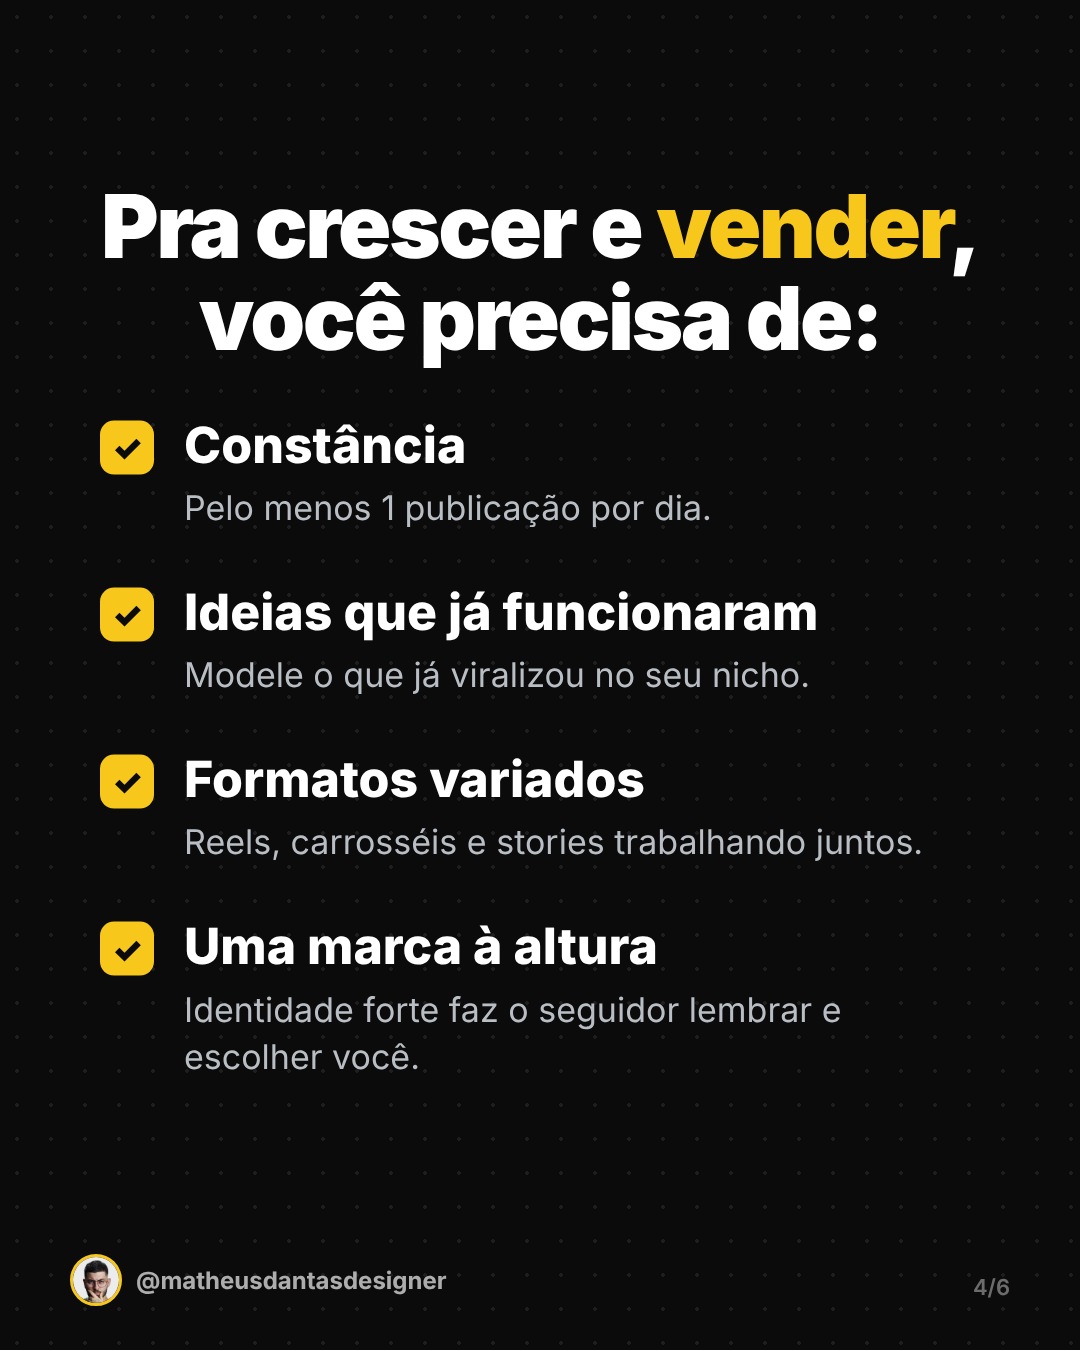 Pra crescer e vender,
você precisa de:
Constância
Pelo menos 1 publicação por dia.
Ideias que já funcionaram
Modele o que já viralizou no seu nicho.
Formatos variados
Reels, carrosséis e stories trabalhando juntos.
Uma marca à altura
Identidade forte faz o seguidor lembrar e
escolher você.
@matheusdantasdesigner
4/6